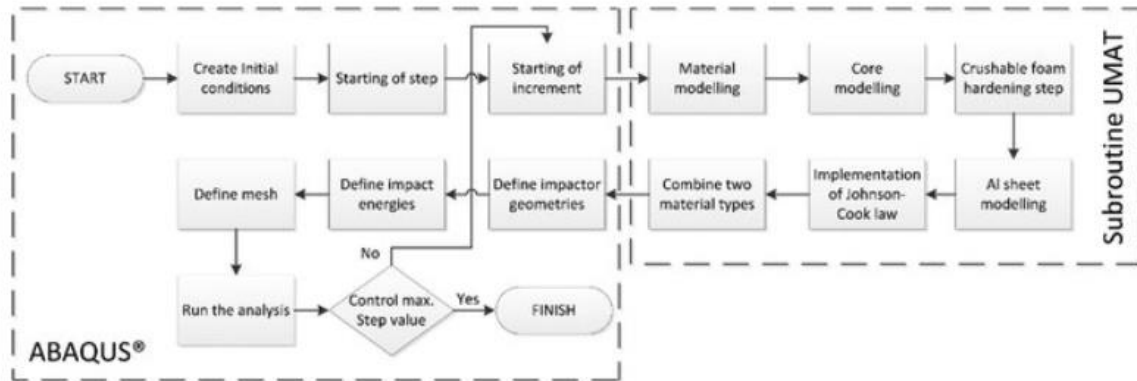 START
Create Initial
conditions
Starting of step
Starting of
increment
Material
modelling
Core
modelling
Crushable foam
hardening step
Subroutine UMAT
Define mesh
Define impact
energies
Define impactor
geometries
Combine two
material types
Implementation
of Johnson-
Cook law
Al sheet
modelling
No
Run the analysis
Control max.
Step value
Yes
FINISH
ABAQUS®